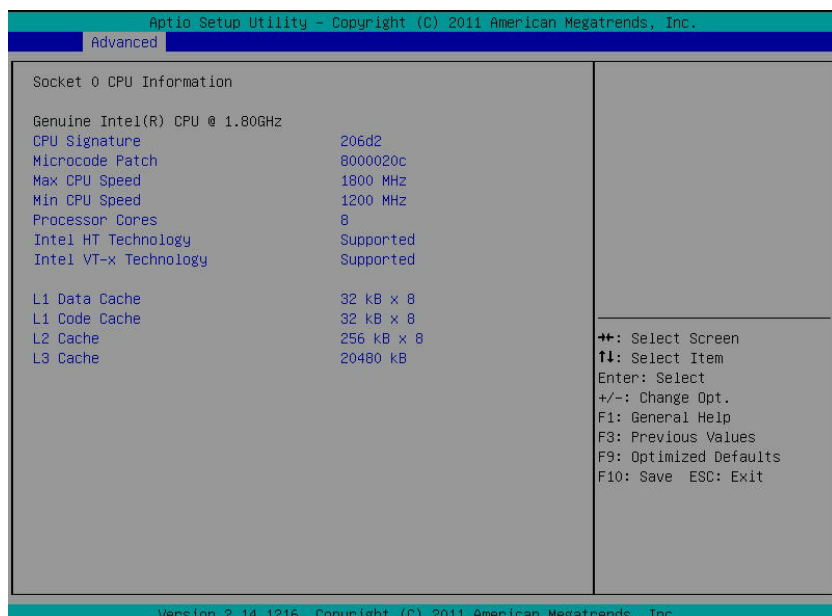 Aptio Setup Utility – Copyright (C) 2011 American Megatrends, Inc.
Advanced
Socket 0 CPU Information
Genuine Intel(R) CPU @ 1.80GHz
CPU Signature 206d2
Microcode Patch 8000020c
Max CPU Speed 1800 MHz
Min CPU Speed 1200 MHz
Processor Cores 8
Intel HT Technology Supported
Intel VT-x Technology Supported
L1 Data Cache 32 kB x 8
L1 Code Cache 32 kB x 8
L2 Cache 256 kB x 8
L3 Cache 20480 kB
→←: Select Screen
↑↓: Select Item
Enter: Select
+/-: Change Opt.
F1: General Help
F3: Previous Values
F9: Optimized Defaults
F10: Save ESC: Exit
Version 2.14.1216. Copyright (C) 2011 American Megatrends, Inc.